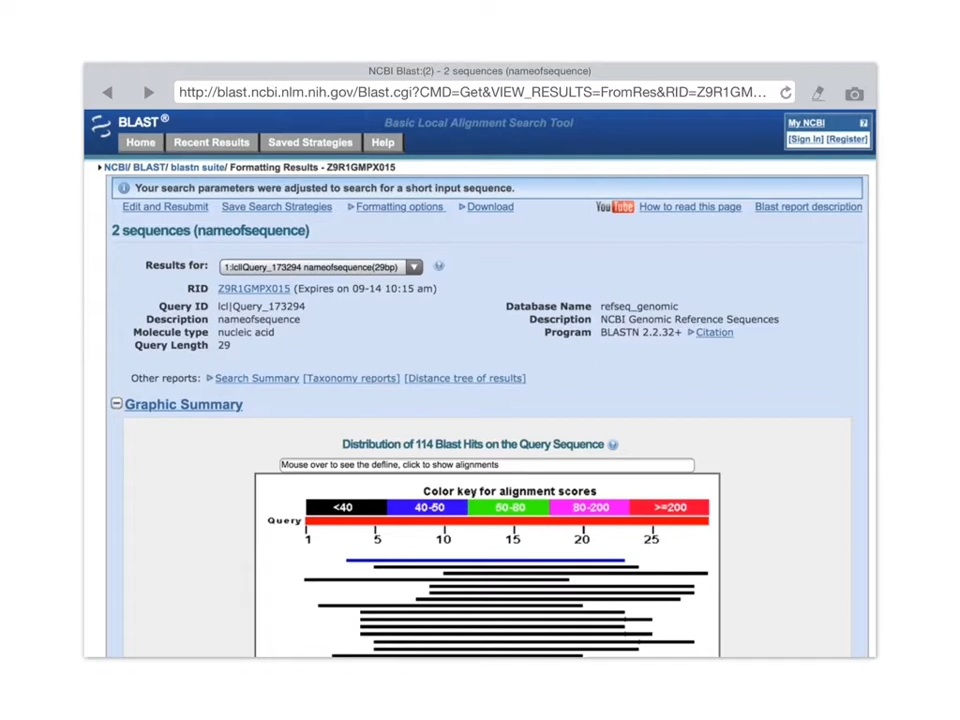 NCBI Blast:(2) - 2 sequences (nameofsequence)
http://blast.ncbi.nlm.nih.gov/Blast.cgi?CMD=Get&VIEW_RESULTS=FromRes&RID=Z9R1GM...
BLAST ® Basic Local Alignment Search Tool My NCBI ?
Home Recent Results Saved Strategies Help [Sign In] [Register]
NCBI/ BLAST/ blastn suite/ Formatting Results - Z9R1GMPX015
Your search parameters were adjusted to search for a short input sequence.
Edit and Resubmit Save Search Strategies Formatting options Download YouTube How to read this page Blast report description
2 sequences (nameofsequence)
Results for: 1:lcl|Query_173294 nameofsequence(29bp)
RID Z9R1GMPX015 (Expires on 09-14 10:15 am)
Query ID lcl|Query_173294 Database Name refseq_genomic
Description nameofsequence Description NCBI Genomic Reference Sequences
Molecule type nucleic acid Program BLASTN 2.2.32+ Citation
Query Length 29
Other reports: Search Summary [Taxonomy reports] [Distance tree of results]
Graphic Summary
Distribution of 114 Blast Hits on the Query Sequence
Mouse over to see the defline, click to show alignments
Color key for alignment scores
<40 40-50 50-80 80-200 >=200
Query
1 5 10 15 20 25